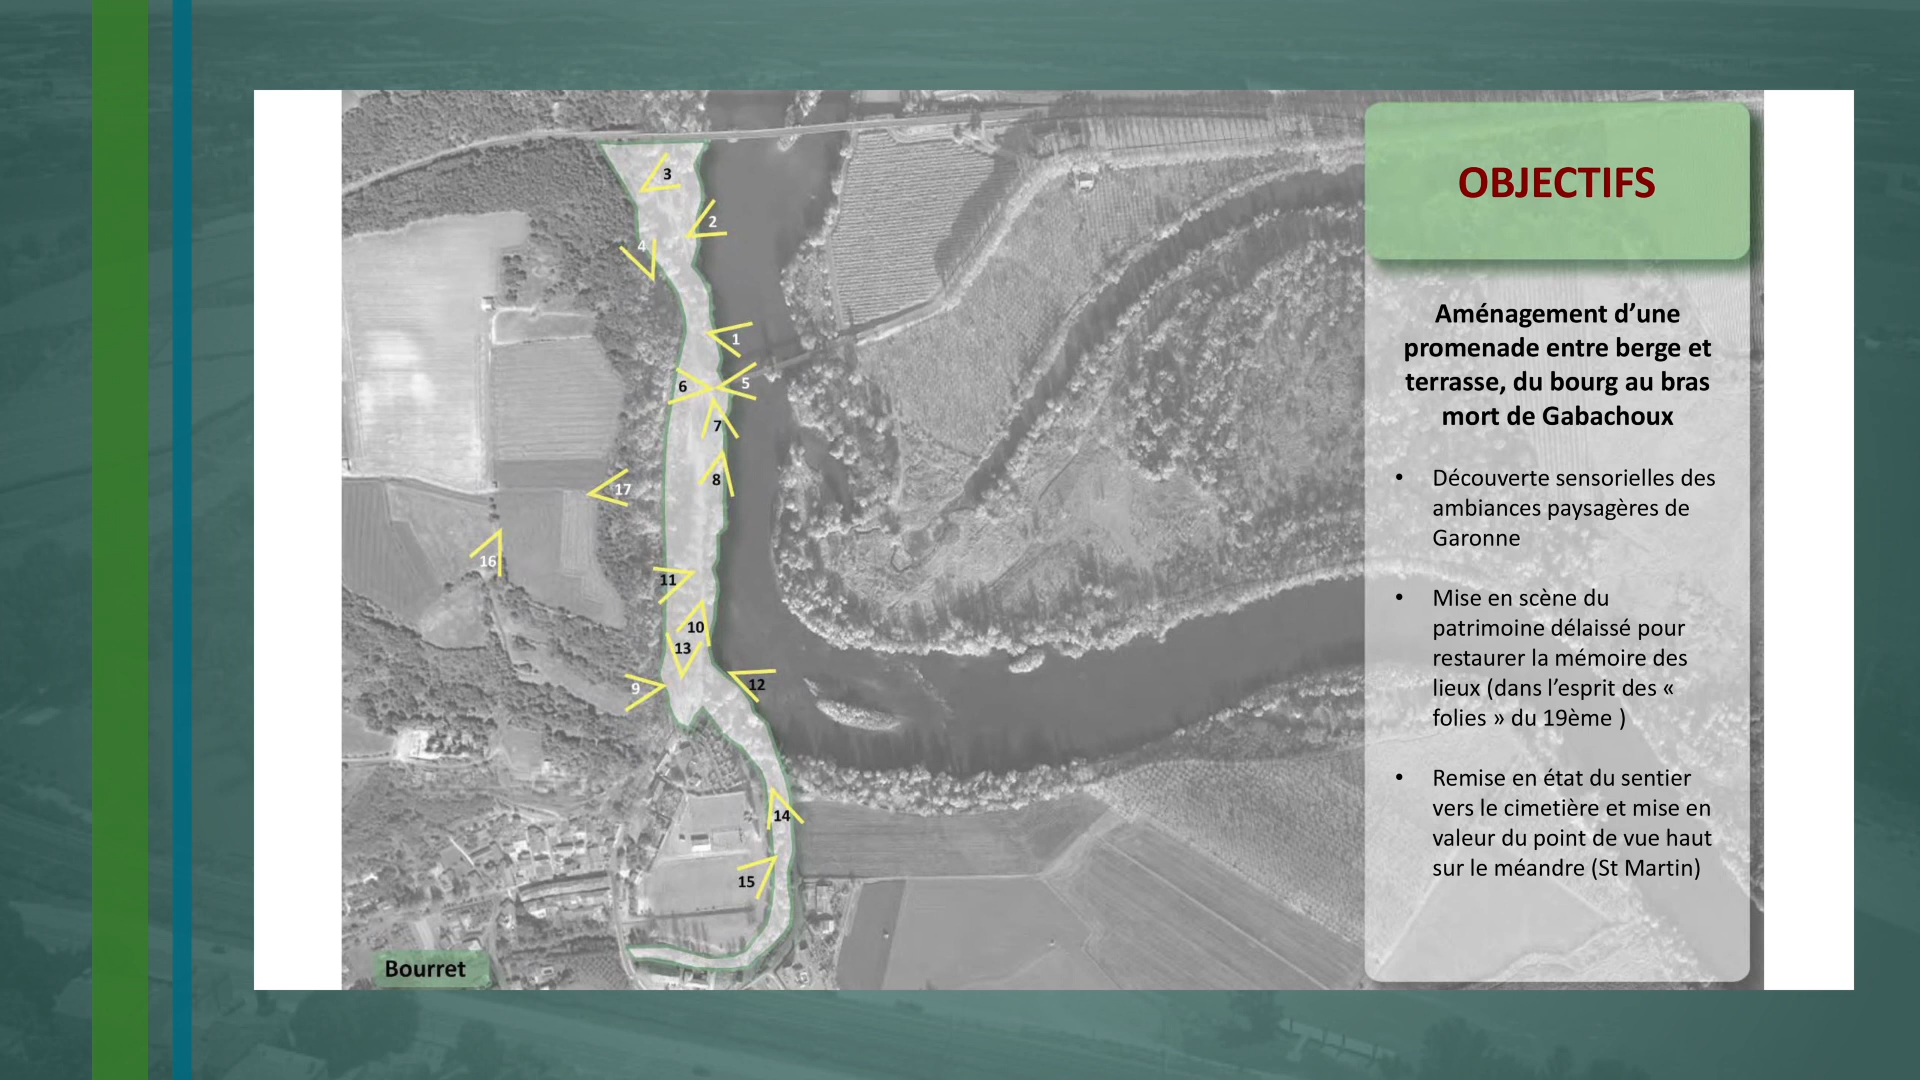 3
2
4
1
6
5
7
8
17
16
11
10
13
9
12
14
15
Bourret
OBJECTIFS
Aménagement d’une
promenade entre berge et
terrasse, du bourg au bras
mort de Gabachoux
• Découverte sensorielles des
ambiances paysagères de
Garonne
• Mise en scène du
patrimoine délaissé pour
restaurer la mémoire des
lieux (dans l’esprit des «
folies » du 19ème )
• Remise en état du sentier
vers le cimetière et mise en
valeur du point de vue haut
sur le méandre (St Martin)